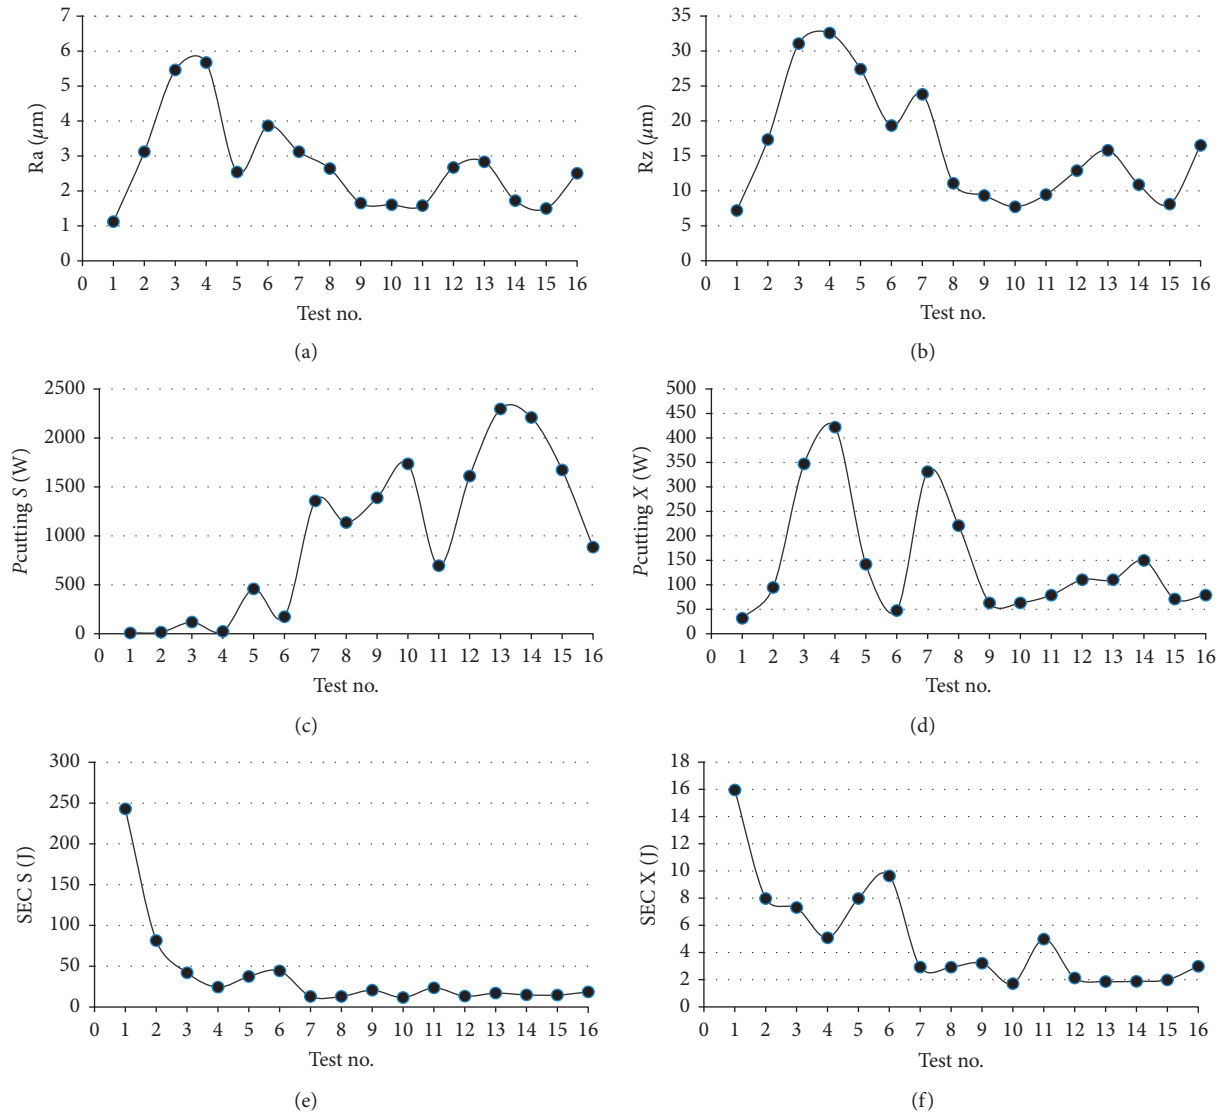 7
6
5
4
3
2
1
0
Ra (μm)
0 1 2 3 4 5 6 7 8 9 10 11 12 13 14 15 16
Test no.
(a)
35
30
25
20
15
10
5
0
Rz (μm)
0 1 2 3 4 5 6 7 8 9 10 11 12 13 14 15 16
Test no.
(b)
2500
2000
1500
1000
500
0
Pcutting S (W)
0 1 2 3 4 5 6 7 8 9 10 11 12 13 14 15 16
Test no.
(c)
500
450
400
350
300
250
200
150
100
50
0
Pcutting X (W)
0 1 2 3 4 5 6 7 8 9 10 11 12 13 14 15 16
Test no.
(d)
300
250
200
150
100
50
0
SEC S (J)
0 1 2 3 4 5 6 7 8 9 10 11 12 13 14 15 16
Test no.
(e)
18
16
14
12
10
8
6
4
2
0
SEC X (J)
0 1 2 3 4 5 6 7 8 9 10 11 12 13 14 15 16
Test no.
(f)